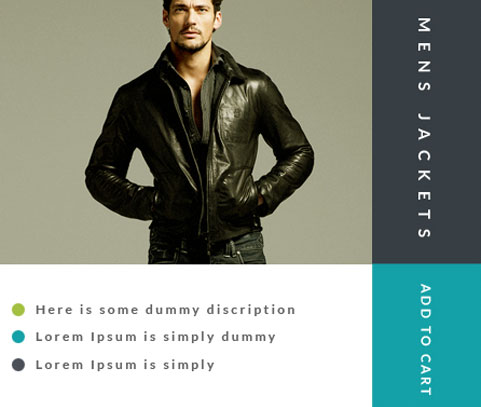 MENS JACKETS
Here is some dummy discription
Lorem Ipsum is simply dummy
Lorem Ipsum is simply
ADD TO CART